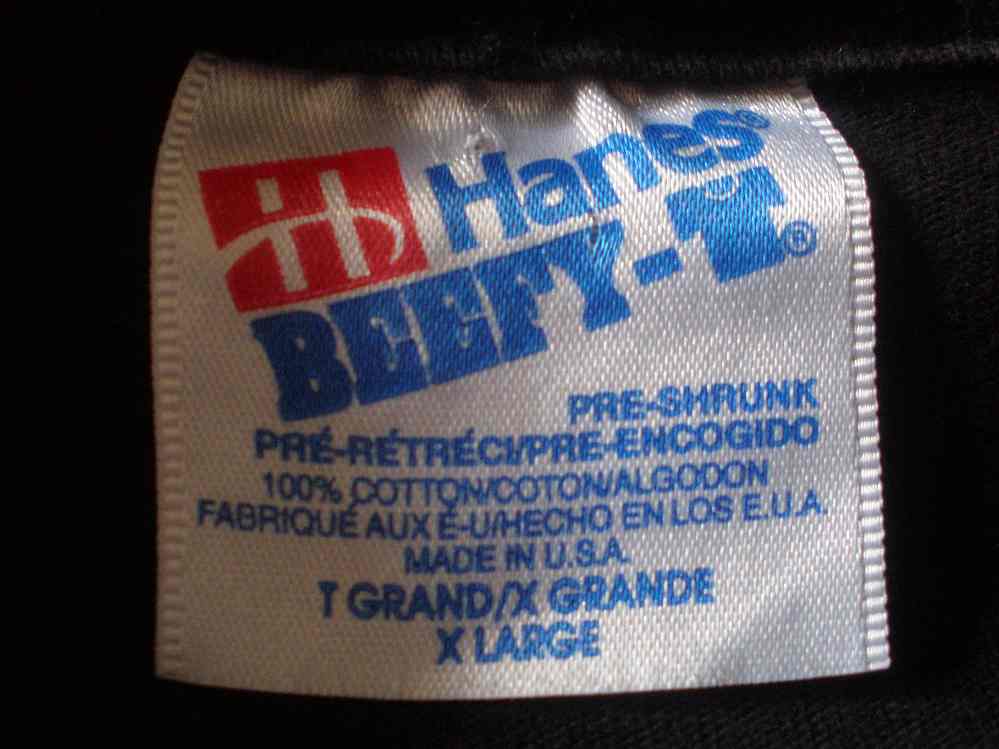 H Hanes®
BEEFY-T®
PRE-SHRUNK
PRÉ-RÉTRÉCI/PRE-ENCOGIDO
100% COTTON/COTON/ALGODON
FABRIQUÉ AUX É-U/HECHO EN LOS E.U.A.
MADE IN U.S.A.
T GRAND/X GRANDE
X LARGE